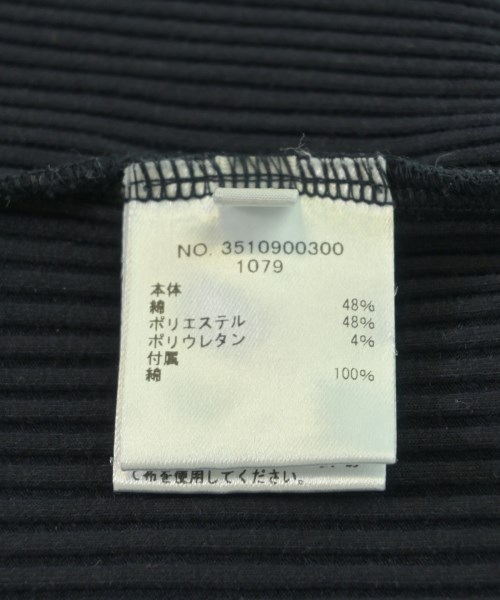 NO. 3510900300
1079
本体
綿 48%
ポリエステル 48%
ポリウレタン 4%
付属
綿 100%
て布を使用してください。